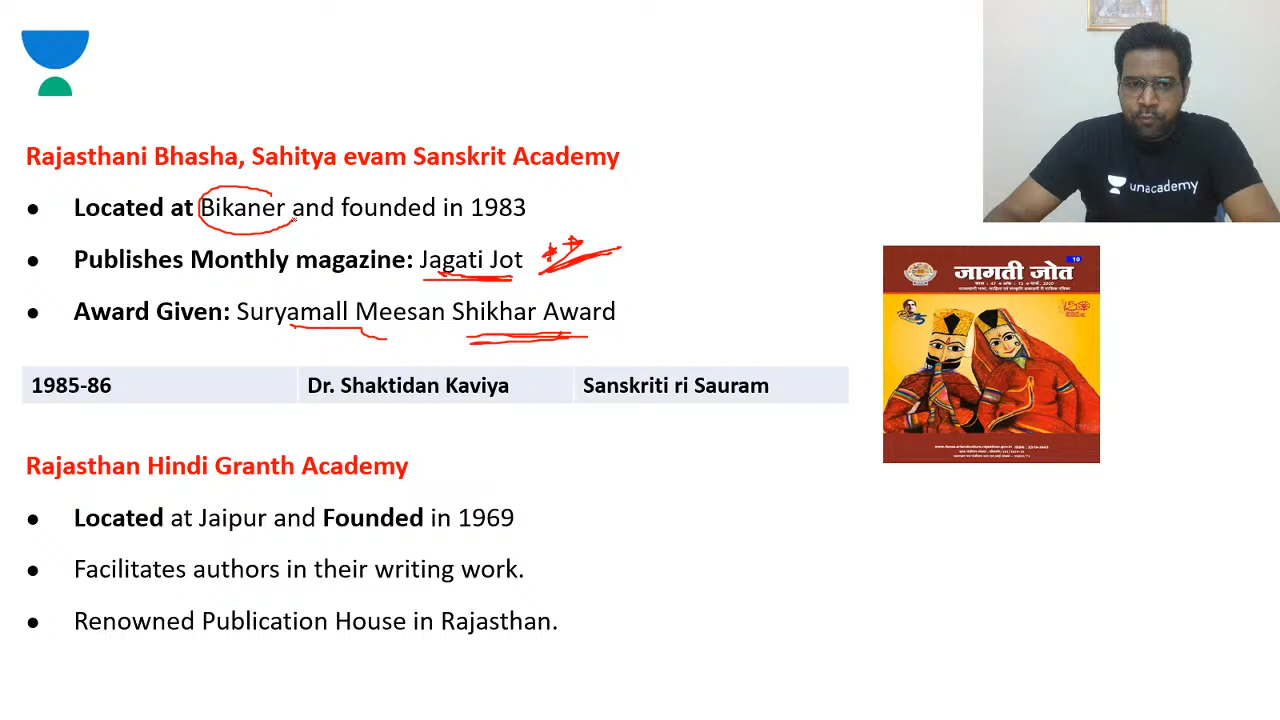 Rajasthani Bhasha, Sahitya evam Sanskrit Academy
● Located at Bikaner and founded in 1983
● Publishes Monthly magazine: Jagati Jot
● Award Given: Suryamall Meesan Shikhar Award
1985-86 Dr. Shaktidan Kaviya Sanskriti ri Sauram
Rajasthan Hindi Granth Academy
● Located at Jaipur and Founded in 1969
● Facilitates authors in their writing work.
● Renowned Publication House in Rajasthan.
unacademy
10
जागती जोत